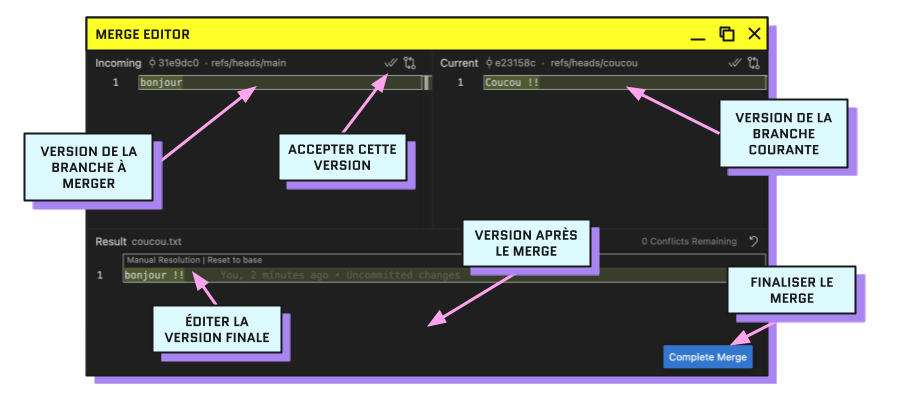 MERGE EDITOR
Incoming 31e9dc0 · refs/heads/main
Current e23158c · refs/heads/coucou
1 bonjour
1 Coucou !!
VERSION DE LA
BRANCHE À
MERGER
ACCEPTER CETTE
VERSION
VERSION DE LA
BRANCHE
COURANTE
Result coucou.txt
0 Conflicts Remaining
VERSION APRÈS
LE MERGE
Manual Resolution | Reset to base
1 bonjour !! You, 2 minutes ago • Uncommitted changes
FINALISER LE
MERGE
ÉDITER LA
VERSION FINALE
Complete Merge